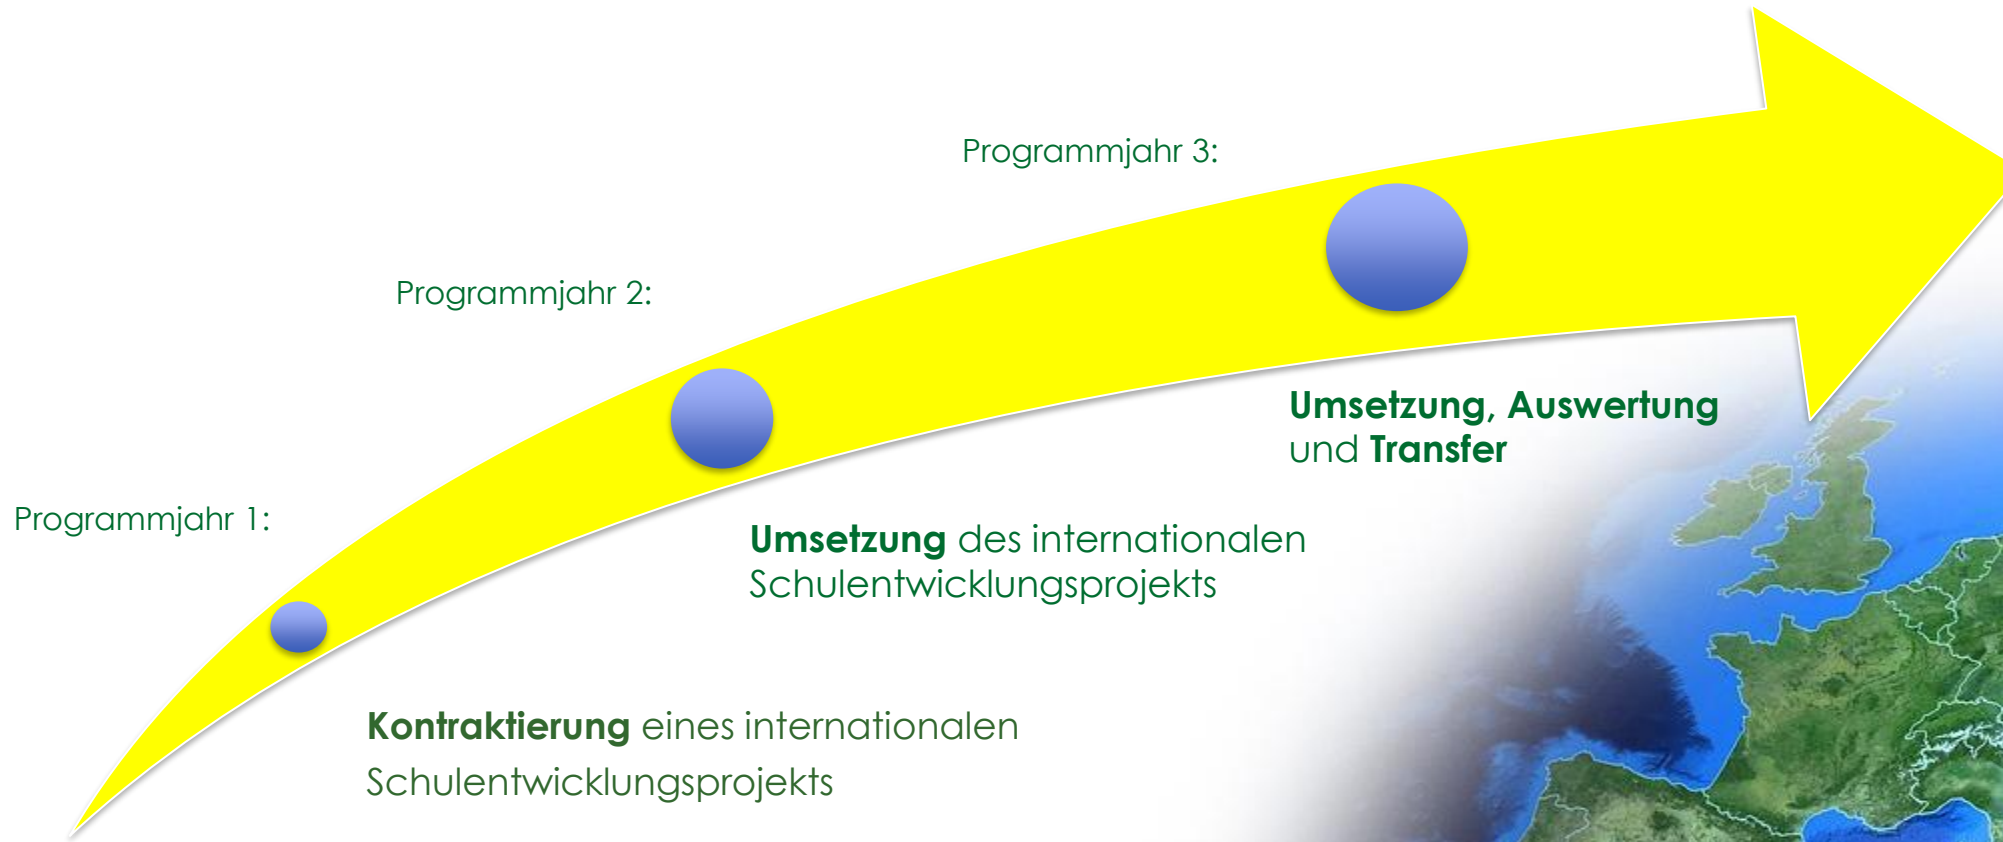 Programmjahr 1:
Kontraktierung eines internationalen
Schulentwicklungsprojekts
Programmjahr 2:
Umsetzung des internationalen
Schulentwicklungsprojekts
Programmjahr 3:
Umsetzung, Auswertung
und Transfer